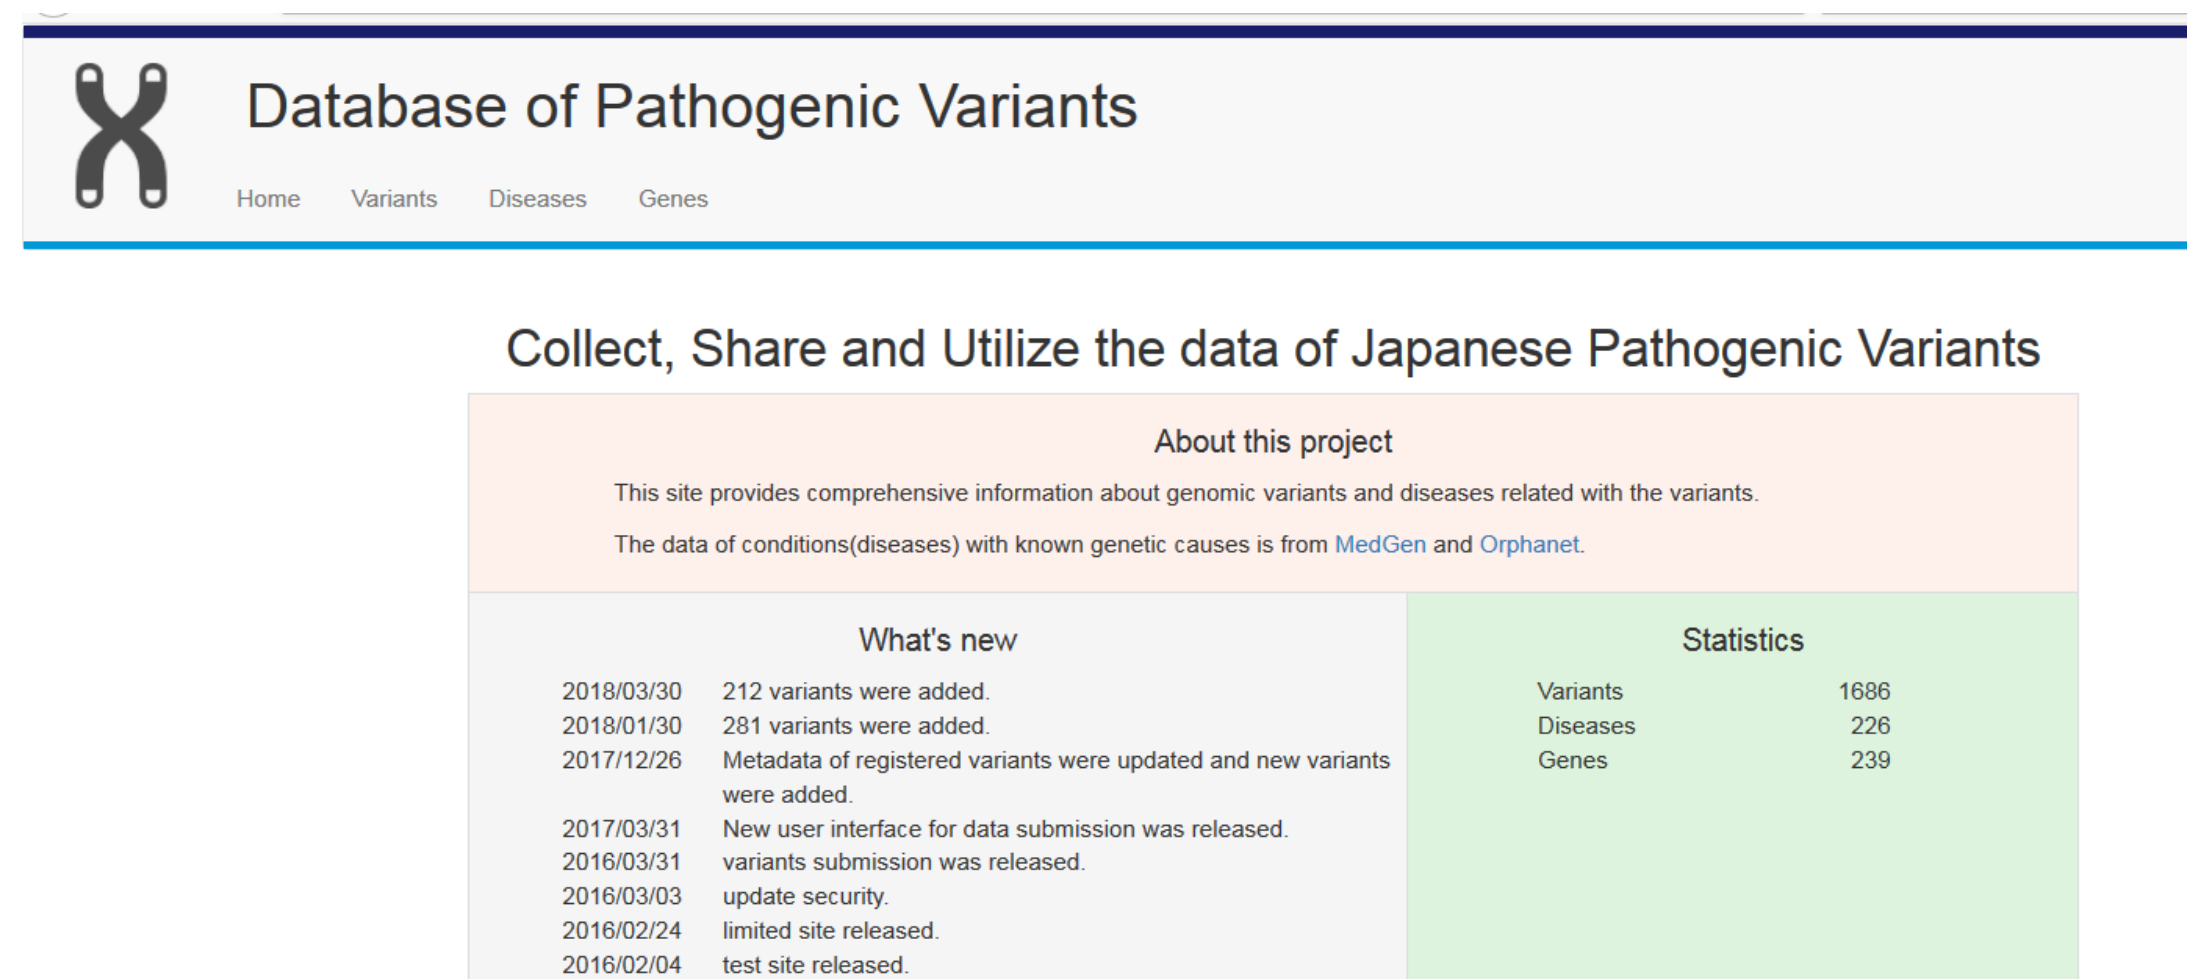 Database of Pathogenic Variants
Home Variants Diseases Genes
Collect, Share and Utilize the data of Japanese Pathogenic Variants
About this project
This site provides comprehensive information about genomic variants and diseases related with the variants.
The data of conditions(diseases) with known genetic causes is from MedGen and Orphanet.
What's new
2018/03/30 212 variants were added.
2018/01/30 281 variants were added.
2017/12/26 Metadata of registered variants were updated and new variants
were added.
2017/03/31 New user interface for data submission was released.
2016/03/31 variants submission was released.
2016/03/03 update security.
2016/02/24 limited site released.
2016/02/04 test site released.
Statistics
Variants 1686
Diseases 226
Genes 239